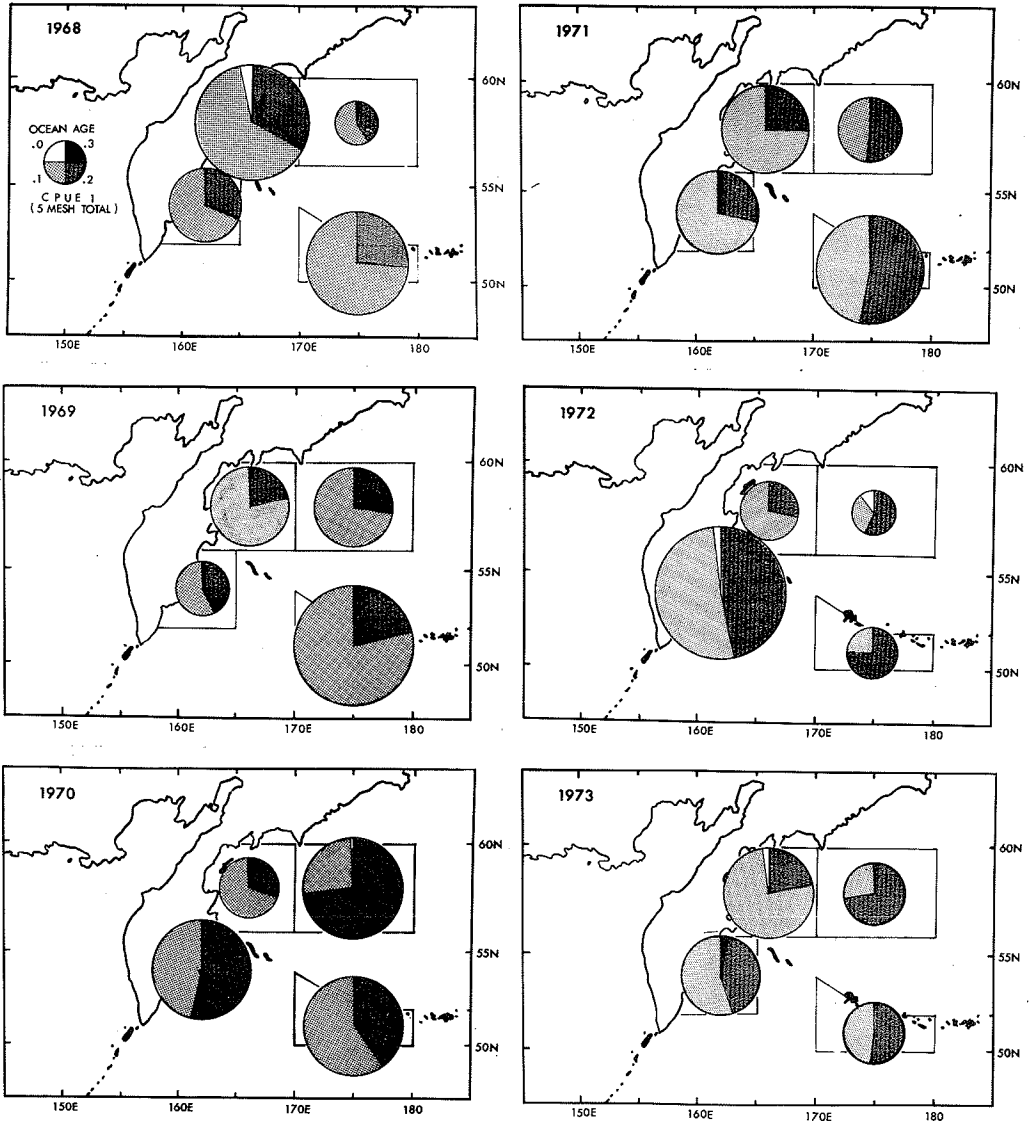 1968
60N
OCEAN AGE
.0 .3
.1 .2
CPUE 1
(5 MESH TOTAL)
55N
50N
150E 160E 170E 180
1971
60N
55N
50N
150E 160E 170E 180
1969
60N
55N
50N
150E 160E 170E 180
1972
60N
55N
50N
150E 160E 170E 180
1970
60N
55N
50N
150E 160E 170E 180
1973
60N
55N
50N
150E 160E 170E 180